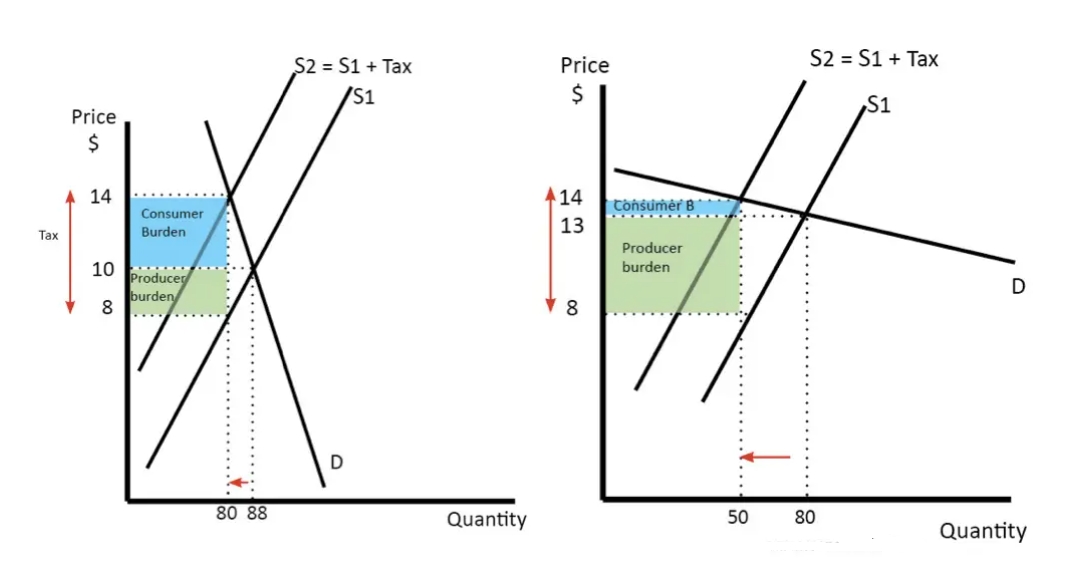 S2 = S1 + Tax
S1
Price
$
14
Consumer
Burden
Tax
10
Producer
burden
8
D
80 88
Quantity
S2 = S1 + Tax
Price
$
S1
14
Consumer B
13
Producer
burden
8
D
50
80
Quantity